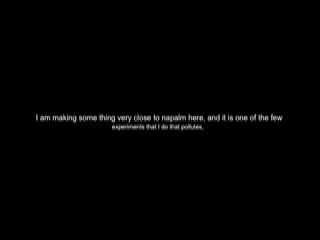 I am making some thing very close to napalm here, and it is one of the few
experiments that I do that pollutes.